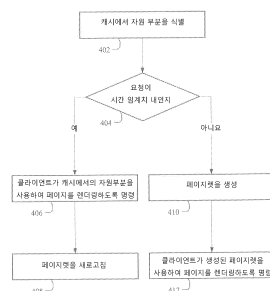 캐시에서 자원 부분을 식별
402
요청이
시간 임계치 내인지
404
예
아니요
클라이언트가 캐시에서의 자원부분을
사용하여 페이지를 렌더링하도록 명령
406
페이지렛을 생성
410
페이지렛을 새로고침
클라이언트가 생성된 페이지렛을
사용하여 페이지를 렌더링하도록 명령